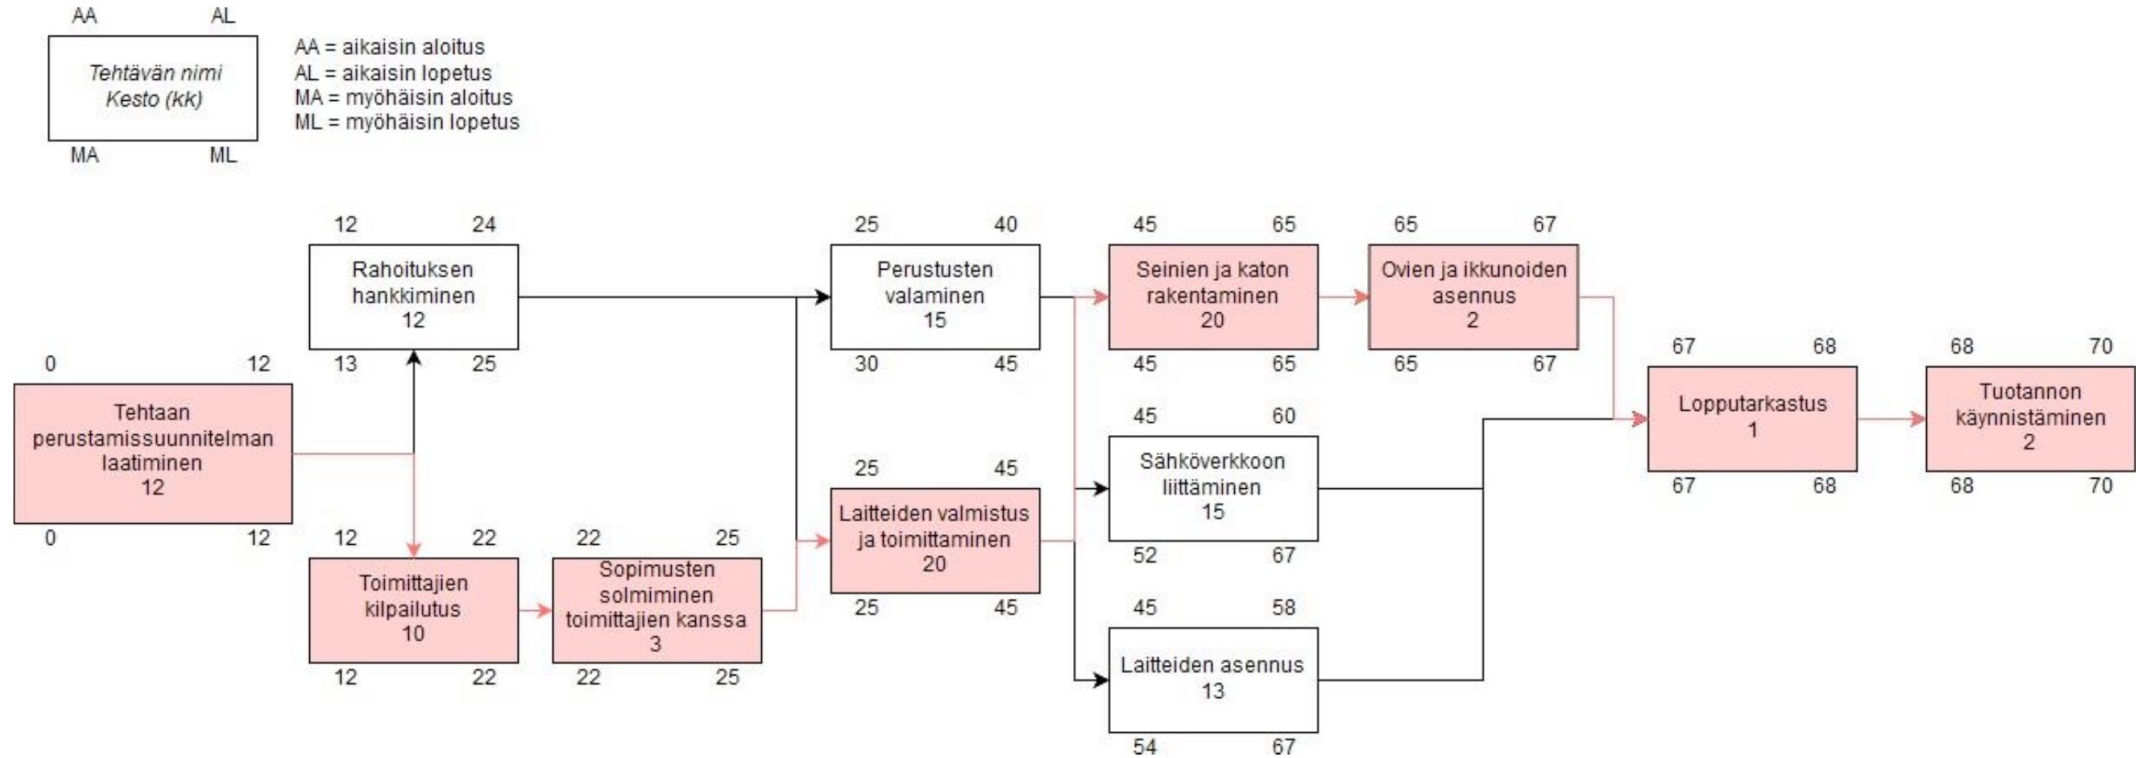 AA AL
Tehtävän nimi
Kesto (kk)
MA ML
AA = aikaisin aloitus
AL = aikaisin lopetus
MA = myöhäisin aloitus
ML = myöhäisin lopetus
0 12
Tehtaan
perustamissuunnitelman
laatiminen
12
0 12
12 24
Rahoituksen
hankkiminen
12
13 25
12 22
Toimittajien
kilpailutus
10
12 22
22 25
Sopimusten
solmiminen
toimittajien kanssa
3
22 25
25 40
Perustusten
valaminen
15
30 45
25 45
Laitteiden valmistus
ja toimittaminen
20
25 45
45 65
Seinien ja katon
rakentaminen
20
45 65
65 67
Ovien ja ikkunoiden
asennus
2
65 67
45 60
Sähköverkkoon
liittäminen
15
52 67
45 58
Laitteiden asennus
13
54 67
67 68
Lopputarkastus
1
67 68
68 70
Tuotannon
käynnistäminen
2
68 70